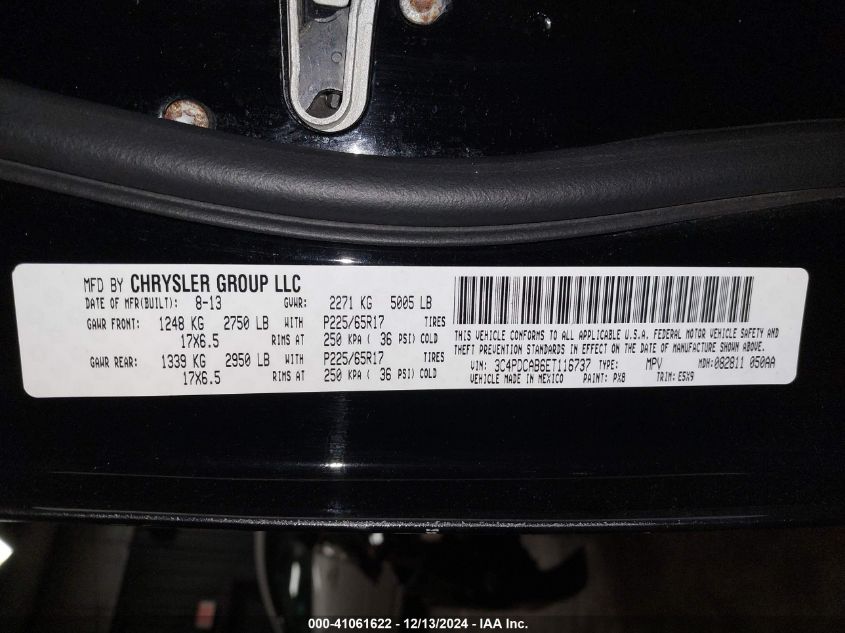 MFD BY CHRYSLER GROUP LLC
DATE OF MFR(BUILT): 8-13 GVWR: 2271 KG 5005 LB
GAWR FRONT: 1248 KG 2750 LB WITH P225/65R17 TIRES
17X6.5 RIMS AT 250 KPA ( 36 PSI) COLD
GAWR REAR: 1339 KG 2950 LB WITH P225/65R17 TIRES
17X6.5 RIMS AT 250 KPA ( 36 PSI) COLD
THIS VEHICLE CONFORMS TO ALL APPLICABLE U.S.A. FEDERAL MOTOR VEHICLE SAFETY AND
THEFT PREVENTION STANDARDS IN EFFECT ON THE DATE OF MANUFACTURE SHOWN ABOVE.
VIN: 3C4PDCAB6ET116737 TYPE: MPV MDH: 082811 050AA
VEHICLE MADE IN MEXICO PAINT: PX8 TRIM: E5X9
000-41061622 - 12/13/2024 - IAA Inc.